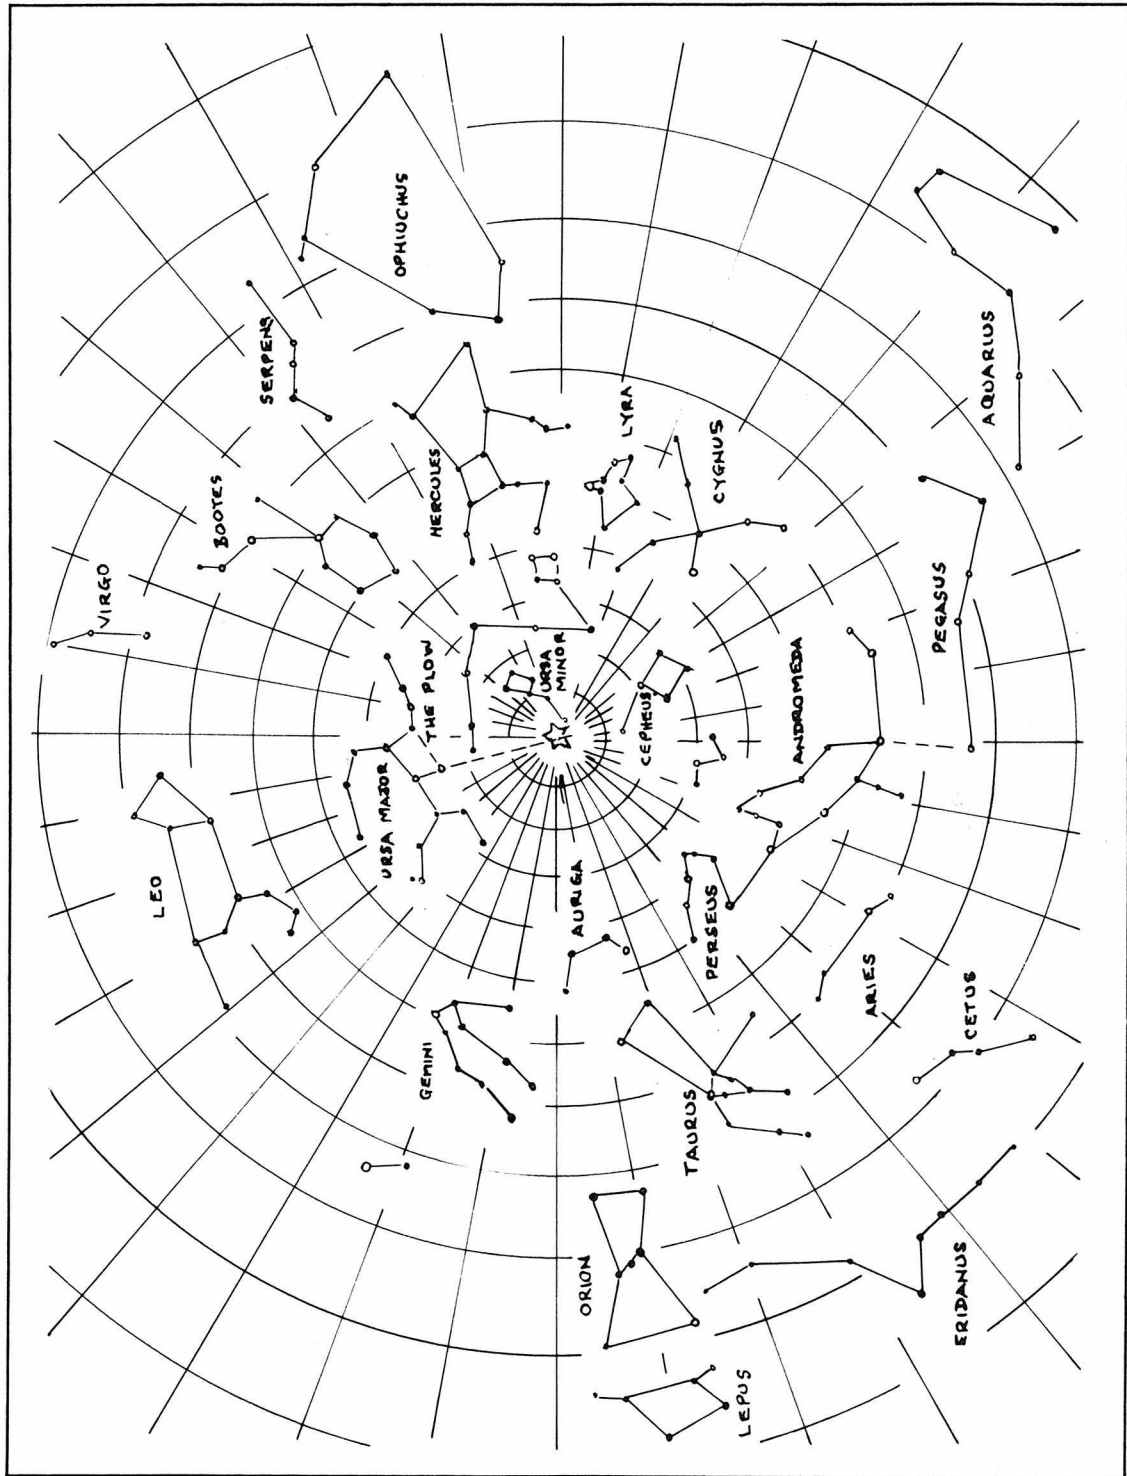 VIRGO
LEO
BOOTES
SERPENS
URSA MAJOR
OPHIUCHUS
THE PLOW
GEMINI
HERCULES
URSA
MINOR
AURIGA
ORION
LYRA
CEPHEUS
TAURUS
PERSEUS
CYGNUS
LEPUS
ANDROMEDA
ARIES
PEGASUS
ERIDANUS
CETUS
AQUARIUS